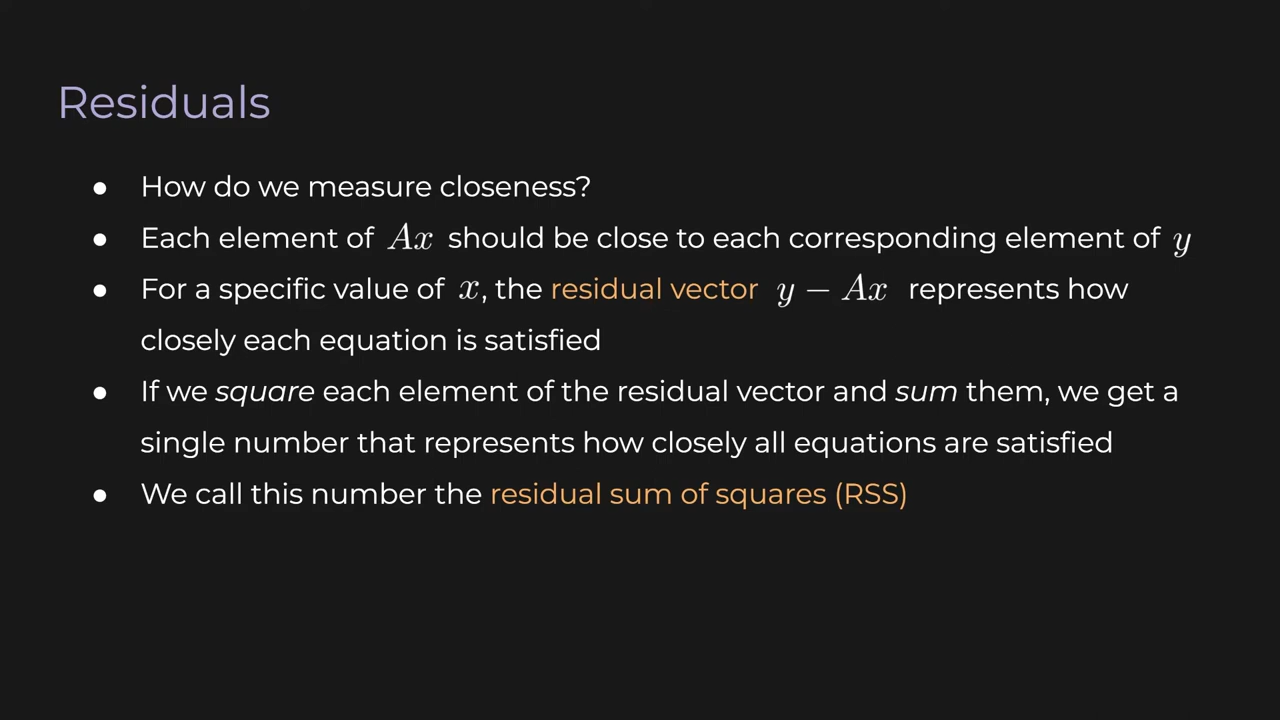 Residuals
● How do we measure closeness?
● Each element of Ax should be close to each corresponding element of y
● For a specific value of x, the residual vector y − Ax represents how
closely each equation is satisfied
● If we square each element of the residual vector and sum them, we get a
single number that represents how closely all equations are satisfied
● We call this number the residual sum of squares (RSS)